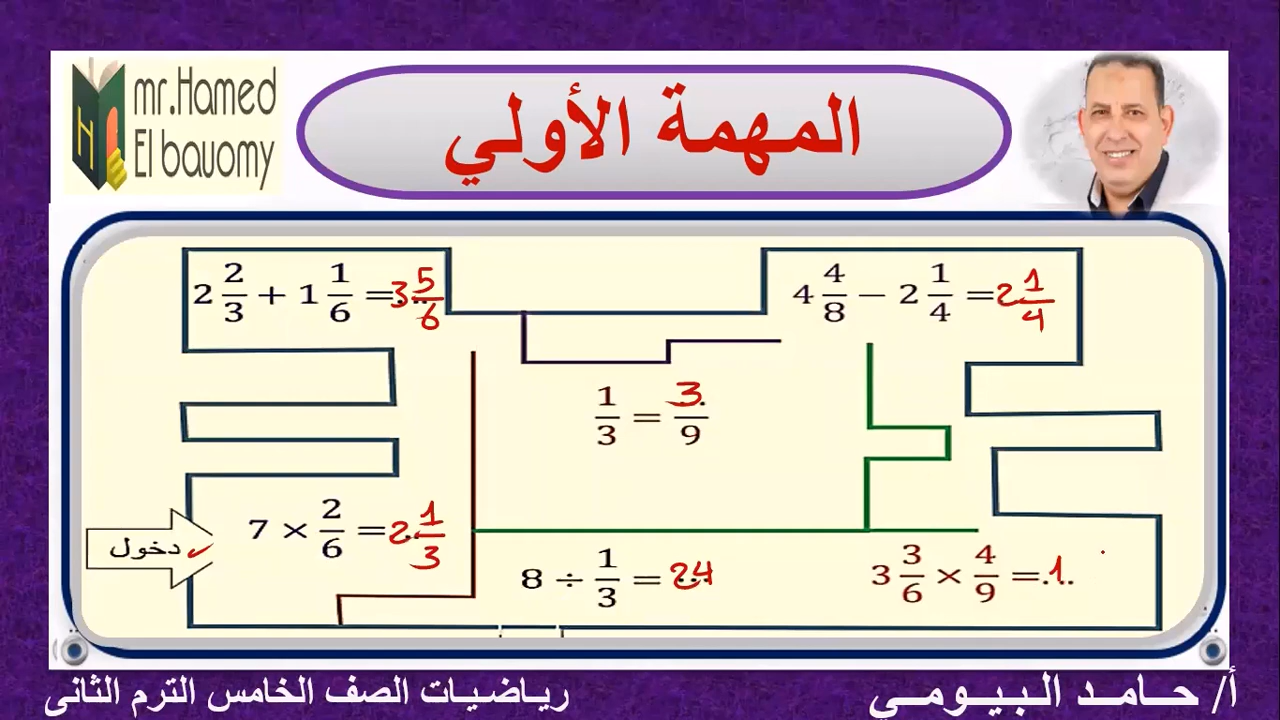 mr.Hamed
El bauomy
المهمة الأولي
2 2/3 + 1 1/6 = 3 5/6
4 4/8 − 2 1/4 = 2 1/4
1/3 = 3/9
دخول
7 × 2/6 = 2 1/3
8 ÷ 1/3 = 24
3 3/6 × 4/9 = .1.
أ/ حامد البيومي
رياضيات الصف الخامس الترم الثانى